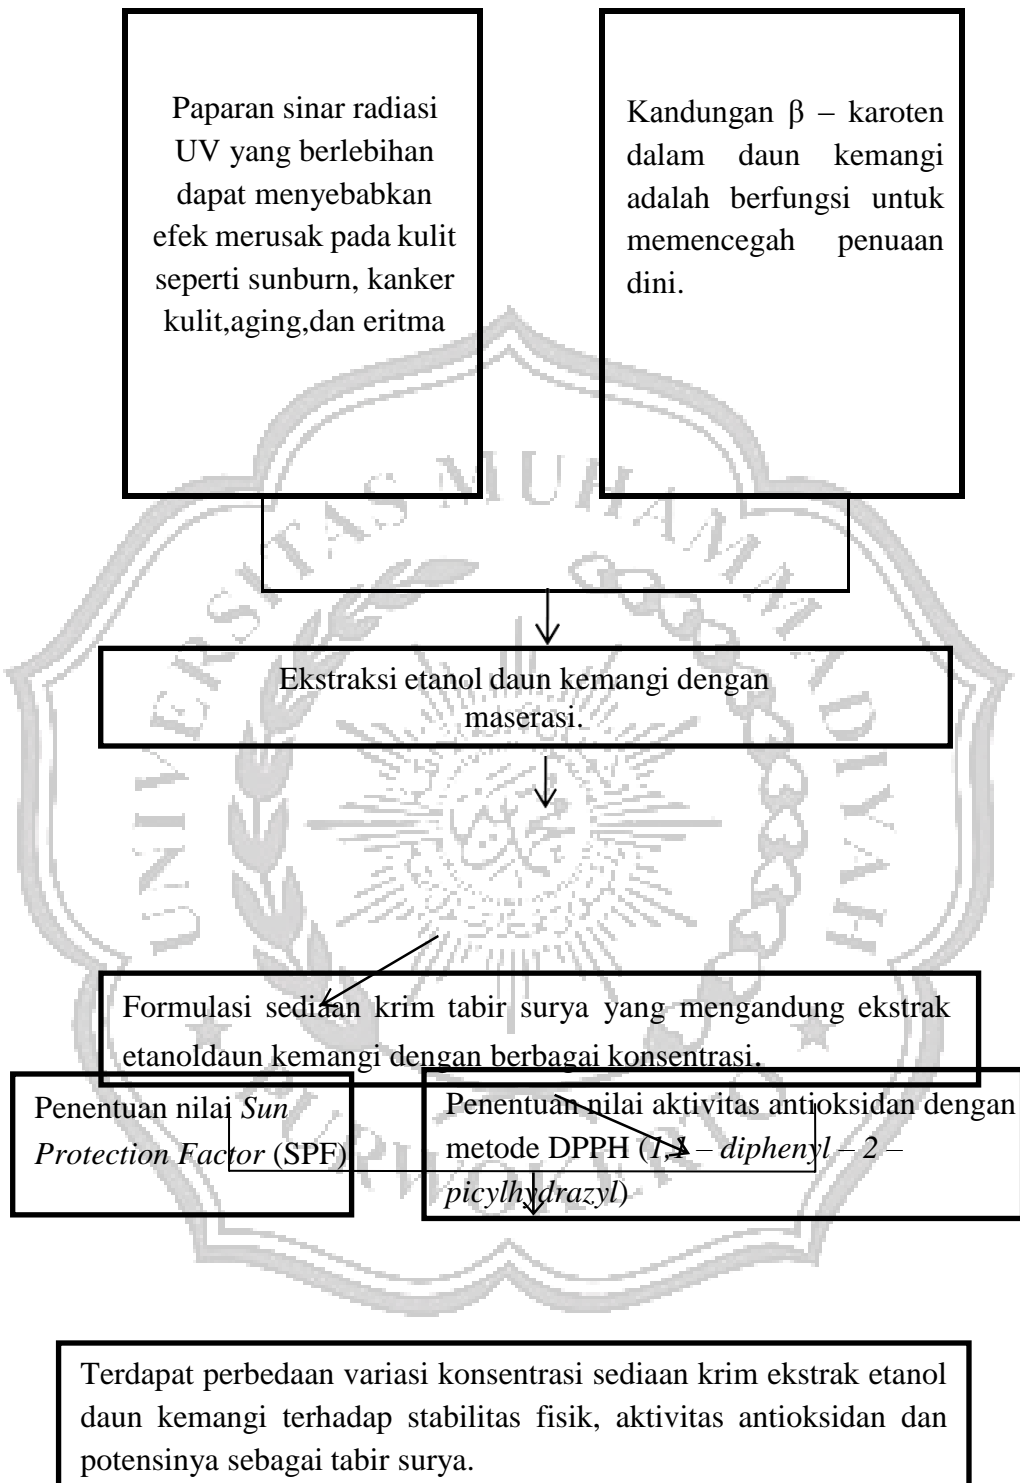 Paparan sinar radiasi
UV yang berlebihan
dapat menyebabkan
efek merusak pada kulit
seperti sunburn, kanker
kulit,aging,dan eritma
Kandungan β – karoten
dalam daun kemangi
adalah berfungsi untuk
memencegah penuaan
dini.
UNIVERSITAS MUHAMMADIYAH
Ekstraksi etanol daun kemangi dengan
maserasi.
Formulasi sediaan krim tabir surya yang mengandung ekstrak
etanoldaun kemangi dengan berbagai konsentrasi.
Penentuan nilai Sun
Protection Factor (SPF)
Penentuan nilai aktivitas antioksidan dengan
metode DPPH (1,1 – diphenyl – 2 –
picylhydrazyl)
PURWOKERTO
Terdapat perbedaan variasi konsentrasi sediaan krim ekstrak etanol
daun kemangi terhadap stabilitas fisik, aktivitas antioksidan dan
potensinya sebagai tabir surya.